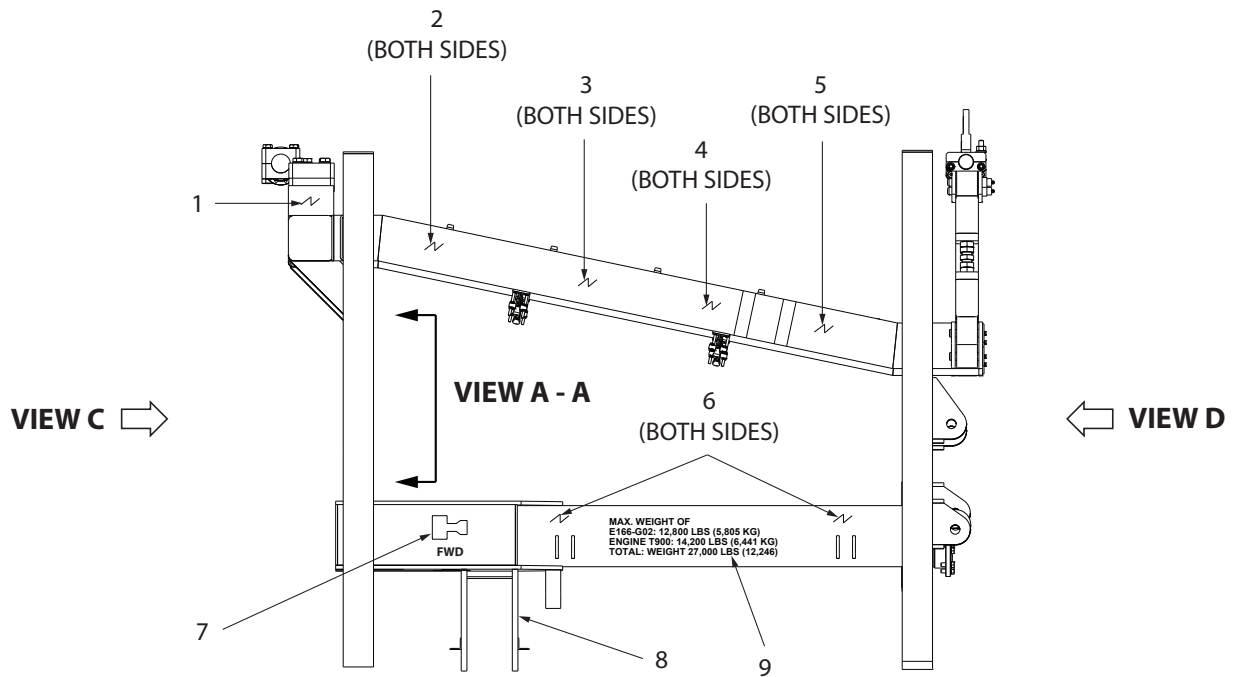 2
(BOTH SIDES)
3
(BOTH SIDES)
4
(BOTH SIDES)
5
(BOTH SIDES)
1
VIEW A - A
VIEW C
VIEW D
6
(BOTH SIDES)
MAX. WEIGHT OF
E166-G02: 12,800 LBS (5,805 KG)
ENGINE T900: 14,200 LBS (6,441 KG)
TOTAL: WEIGHT 27,000 LBS (12,246)
FWD
7
8
9